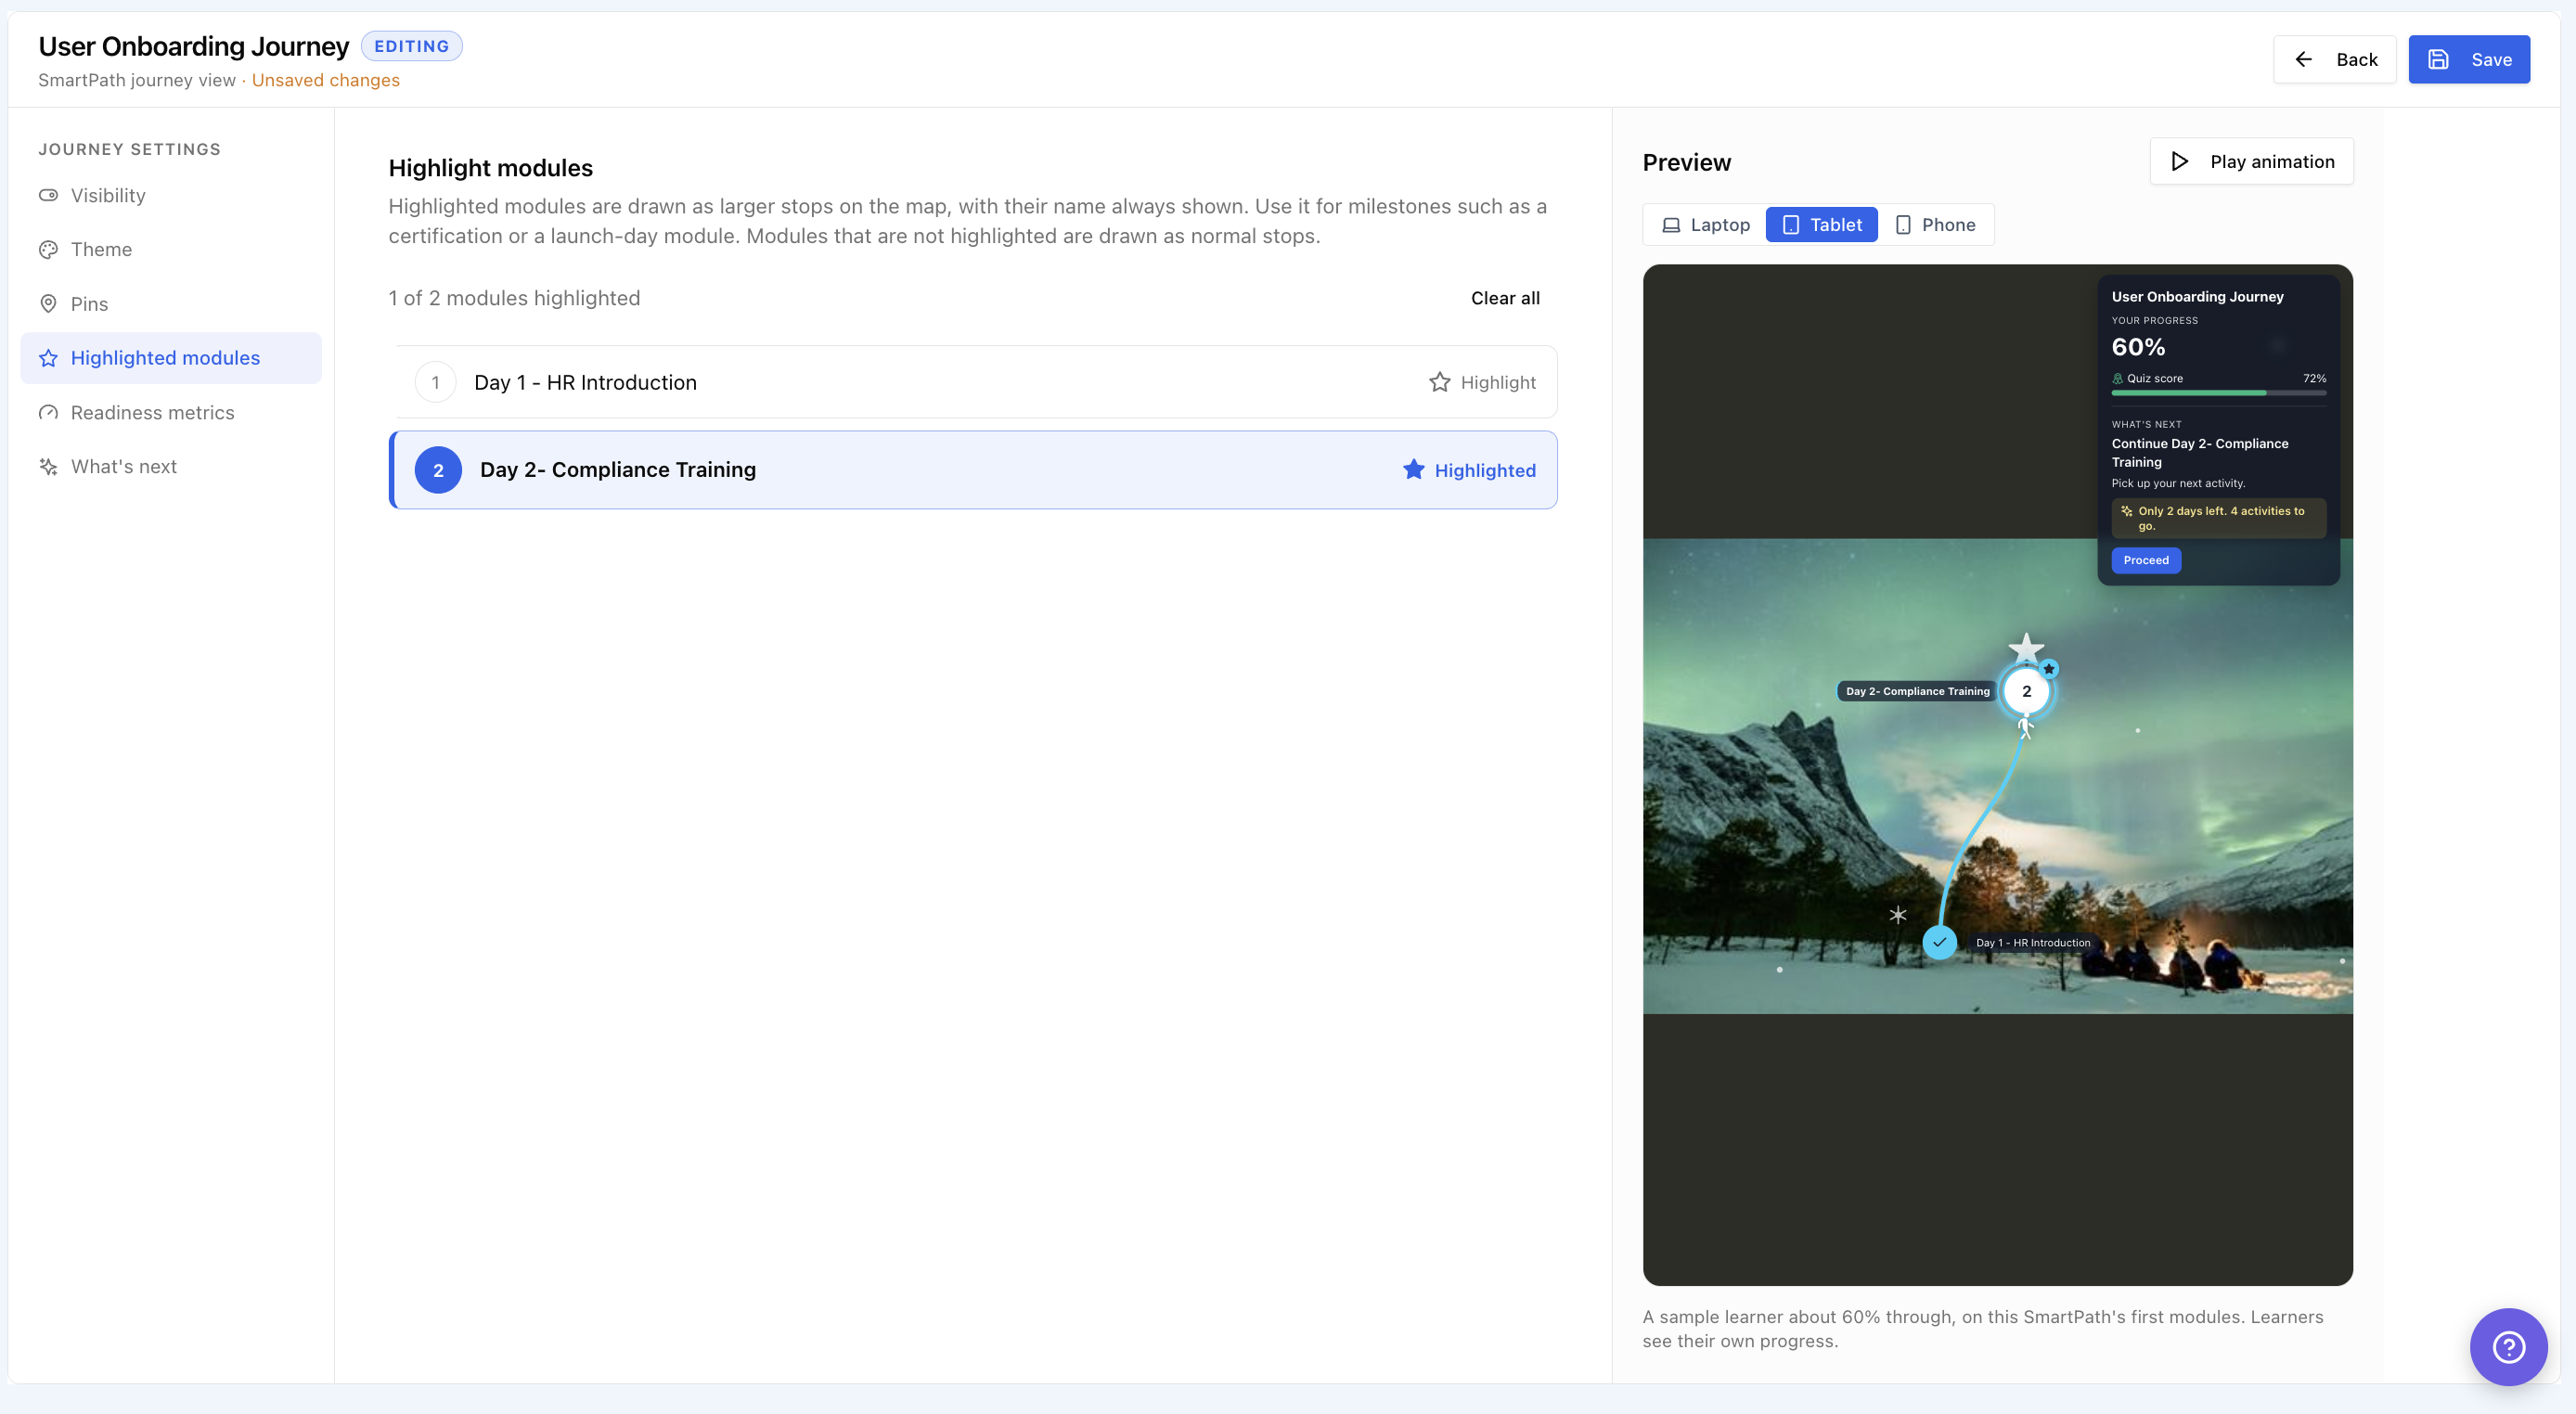 User Onboarding Journey
EDITING
SmartPath journey view · Unsaved changes
Back
Save
JOURNEY SETTINGS
Visibility
Theme
Pins
Highlighted modules
Readiness metrics
What's next
Highlight modules
Highlighted modules are drawn as larger stops on the map, with their name always shown. Use it for milestones such as a
certification or a launch-day module. Modules that are not highlighted are drawn as normal stops.
1 of 2 modules highlighted
Clear all
1
Day 1 - HR Introduction
Highlight
2
Day 2- Compliance Training
Highlighted
Preview
Play animation
Laptop
Tablet
Phone
User Onboarding Journey
YOUR PROGRESS
60%
Quiz score
72%
WHAT'S NEXT
Continue Day 2- Compliance
Training
Pick up your next activity.
Only 2 days left. 4 activities to
go.
Proceed
Day 2- Compliance Training
2
Day 1 - HR Introduction
A sample learner about 60% through, on this SmartPath's first modules. Learners
see their own progress.